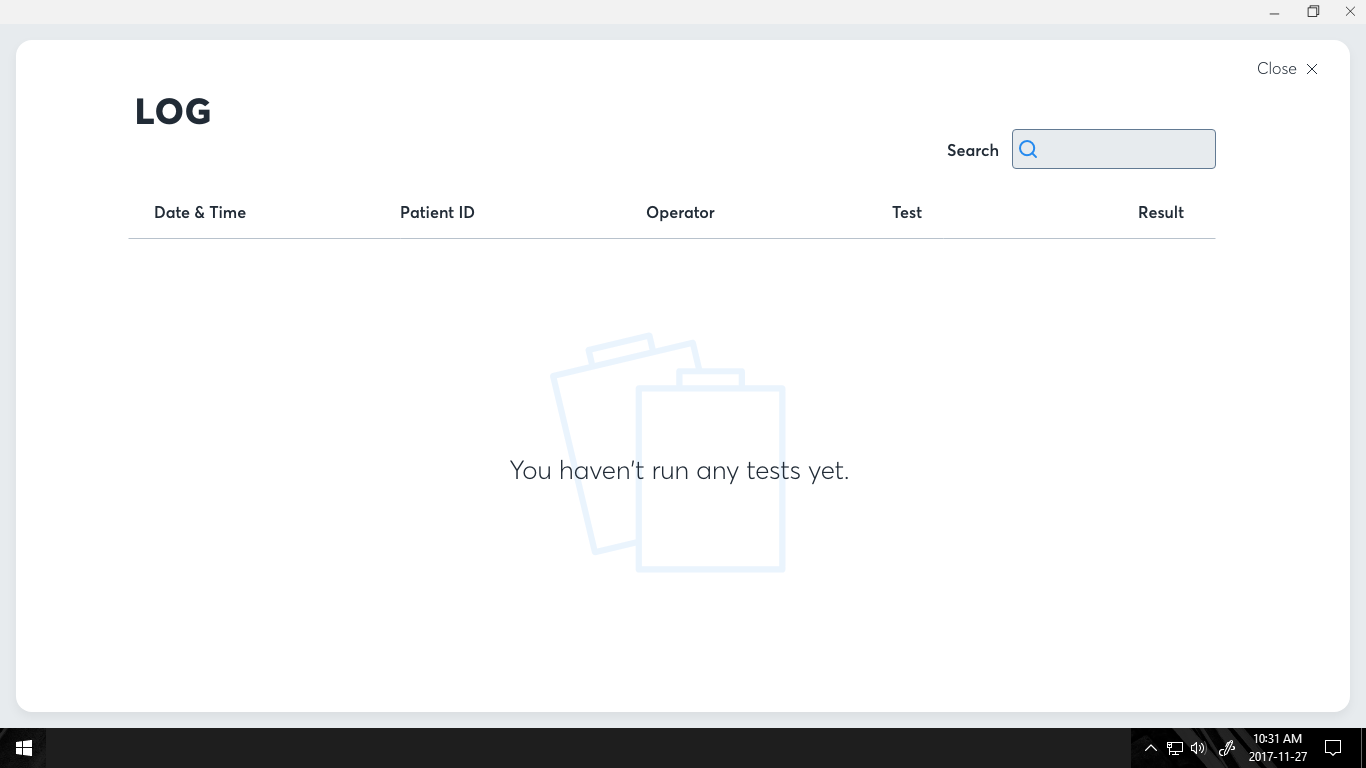 Close
LOG
Search
Date & Time Patient ID Operator Test Result
You haven't run any tests yet.
10:31 AM
2017-11-27